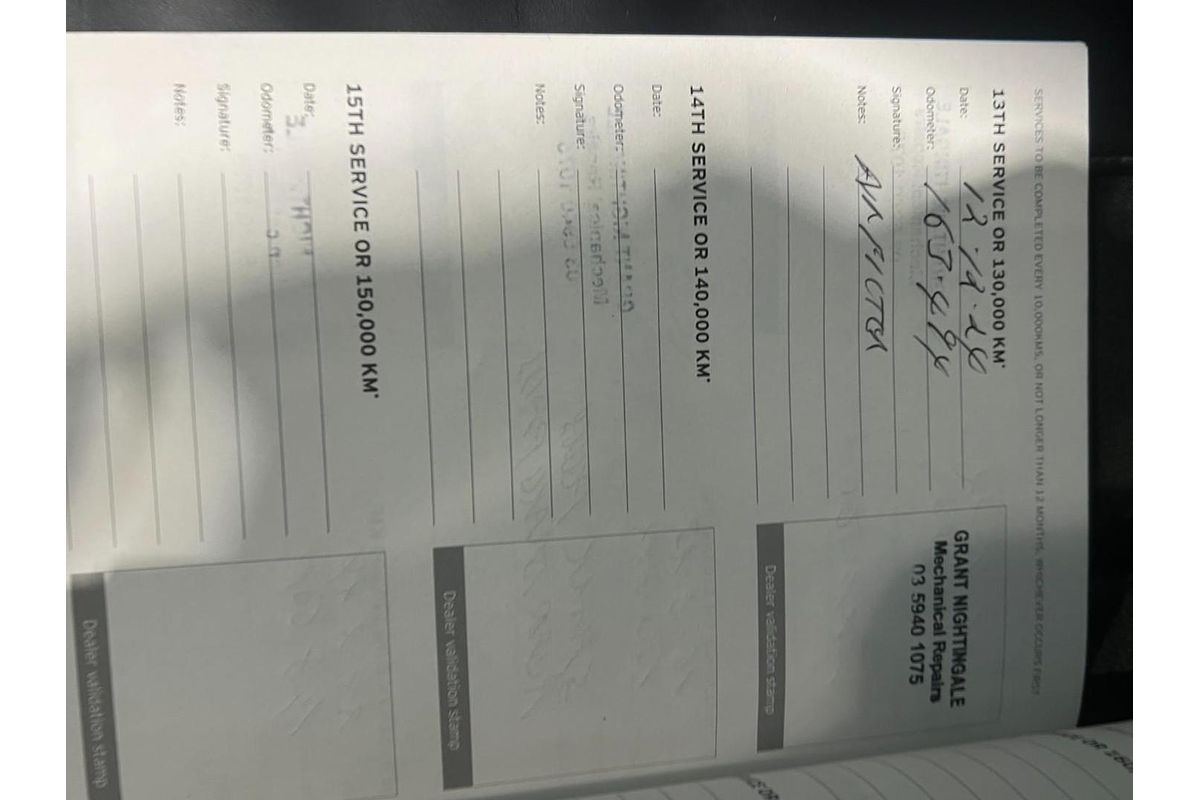 SERVICES TO BE COMPLETED EVERY 10,000KMS, OR NOT LONGER THAN 12 MONTHS, WHICHEVER OCCURS FIRST
13TH SERVICE OR 130,000 KM*
Date:
Odometer:
Signature:
Notes: AIR FILTER
GRANT NIGHTINGALE
Mechanical Repairs
03 5940 1075
Dealer validation stamp
14TH SERVICE OR 140,000 KM*
Date:
Odometer:
Signature:
Notes:
Dealer validation stamp
15TH SERVICE OR 150,000 KM*
Date:
Odometer:
Signature:
Notes:
Dealer validation stamp